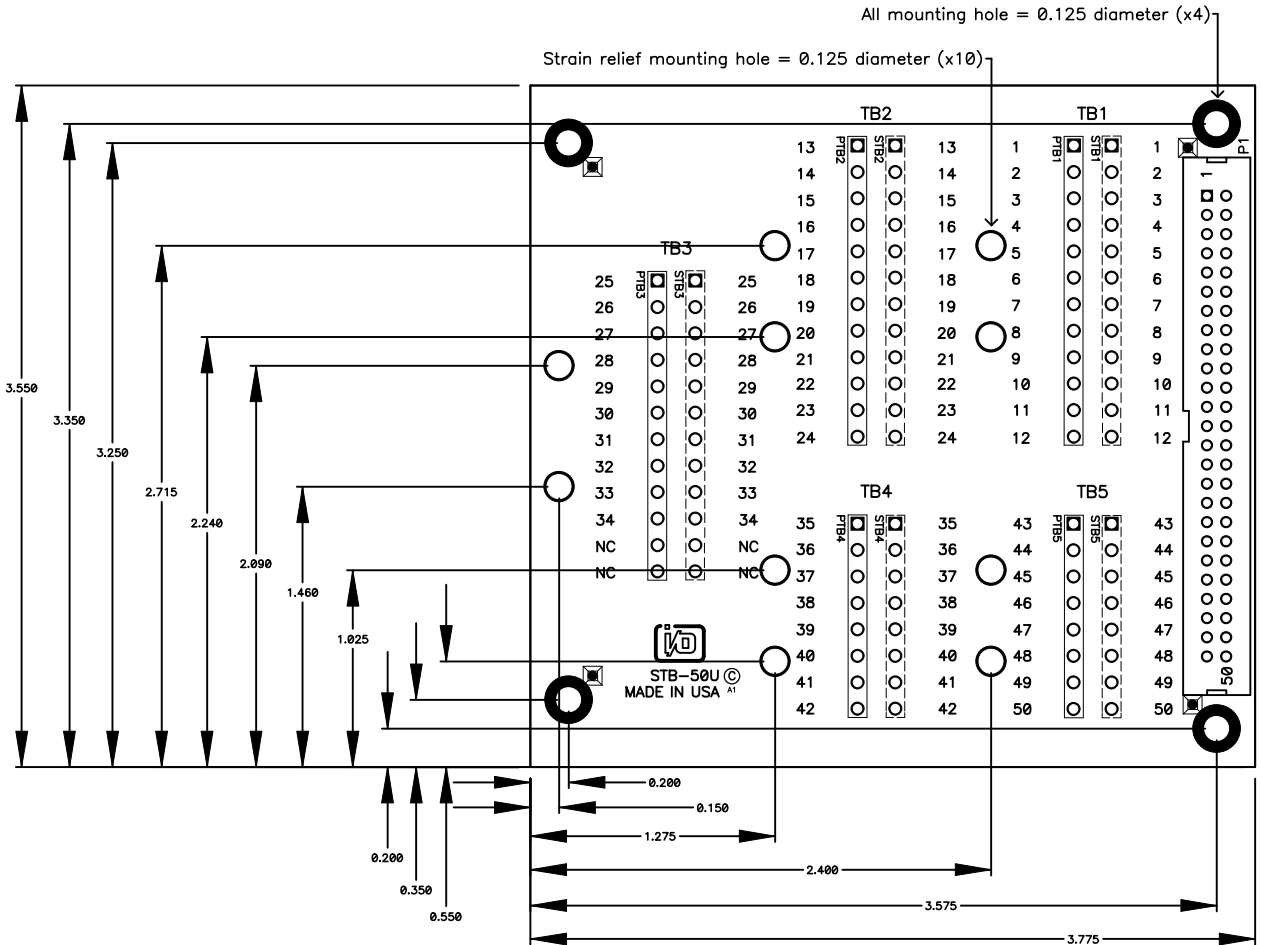 All mounting hole = 0.125 diameter (x4)
Strain relief mounting hole = 0.125 diameter (x10)
TB2
TB1
PTB2
STB2
PTB1
STB1
P1
1
50
13 13 1 1
14 14 2 2
15 15 3 3
16 16 4 4
17 17 5 5
18 18 6 6
19 19 7 7
20 20 8 8
21 21 9 9
22 22 10 10
23 23 11 11
24 24 12 12
TB3
PTB3
STB3
25 25
26 26
27 27
28 28
29 29
30 30
31 31
32 32
33 33
34 34
NC NC
NC NC
TB4
TB5
PTB4
STB4
PTB5
STB5
35 35 43 43
36 36 44 44
37 37 45 45
38 38 46 46
39 39 47 47
40 40 48 48
41 41 49 49
42 42 50 50
I/O
STB-50U ©
MADE IN USA A1
3.550
3.350
3.250
2.715
2.240
2.090
1.460
1.025
0.200
0.350
0.550
0.200
0.150
1.275
2.400
3.575
3.775